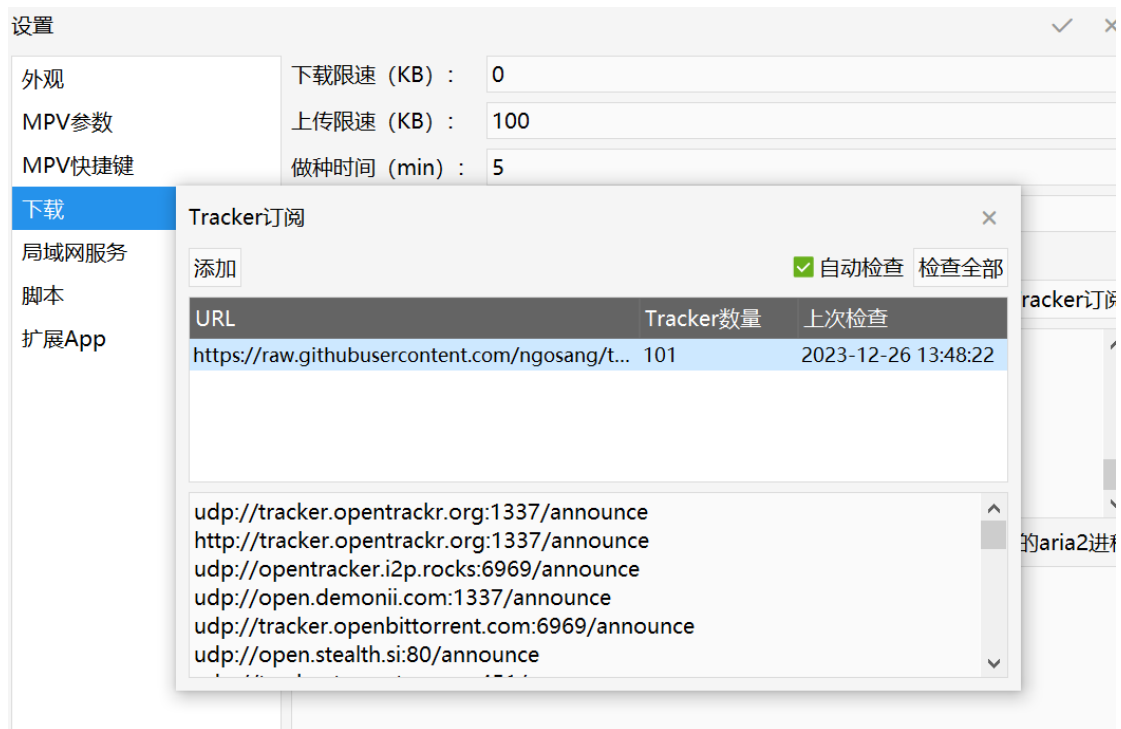 设置
外观
MPV参数
MPV快捷键
下载
局域网服务
脚本
扩展App
下载限速（KB）： 0
上传限速（KB）： 100
做种时间（min）： 5
racker订阅
的aria2进
Tracker订阅
添加 自动检查 检查全部
URL Tracker数量 上次检查
https://raw.githubusercontent.com/ngosang/t... 101 2023-12-26 13:48:22
udp://tracker.opentrackr.org:1337/announce
http://tracker.opentrackr.org:1337/announce
udp://opentracker.i2p.rocks:6969/announce
udp://open.demonii.com:1337/announce
udp://tracker.openbittorrent.com:6969/announce
udp://open.stealth.si:80/announce